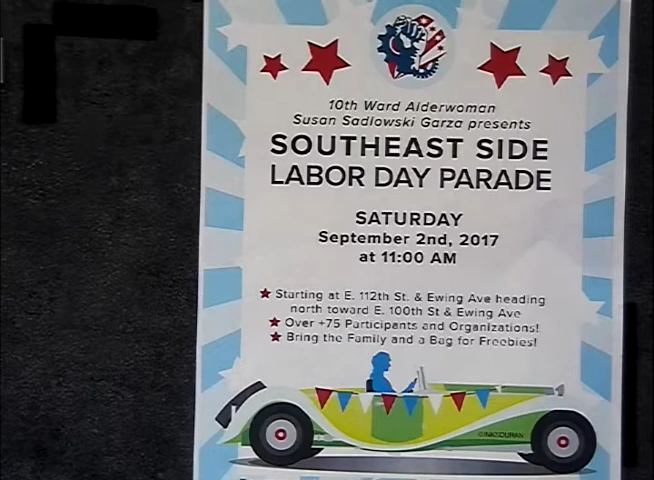 10th Ward Alderwoman
Susan Sadlowski Garza presents
SOUTHEAST SIDE
LABOR DAY PARADE
SATURDAY
September 2nd, 2017
at 11:00 AM
Starting at E. 112th St. & Ewing Ave heading
north toward E. 100th St & Ewing Ave
Over +75 Participants and Organizations!
Bring the Family and a Bag for Freebies!
©INKSDURAN